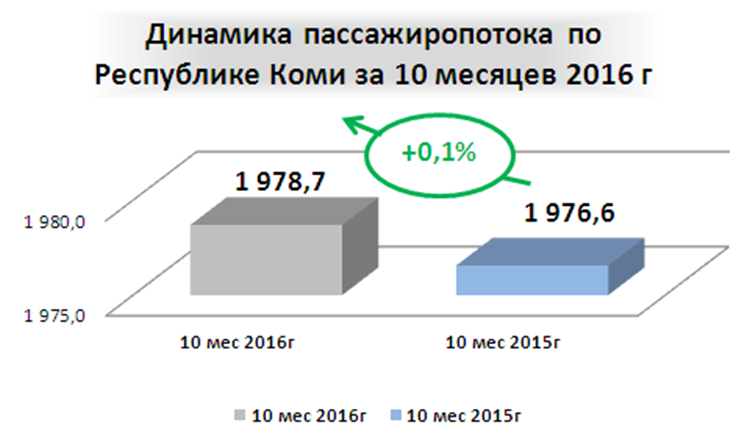 Динамика пассажиропотока по
Республике Коми за 10 месяцев 2016 г
+0,1%
1 978,7
1 976,6
1 980,0
1 975,0
10 мес 2016г
10 мес 2015г
10 мес 2016г
10 мес 2015г